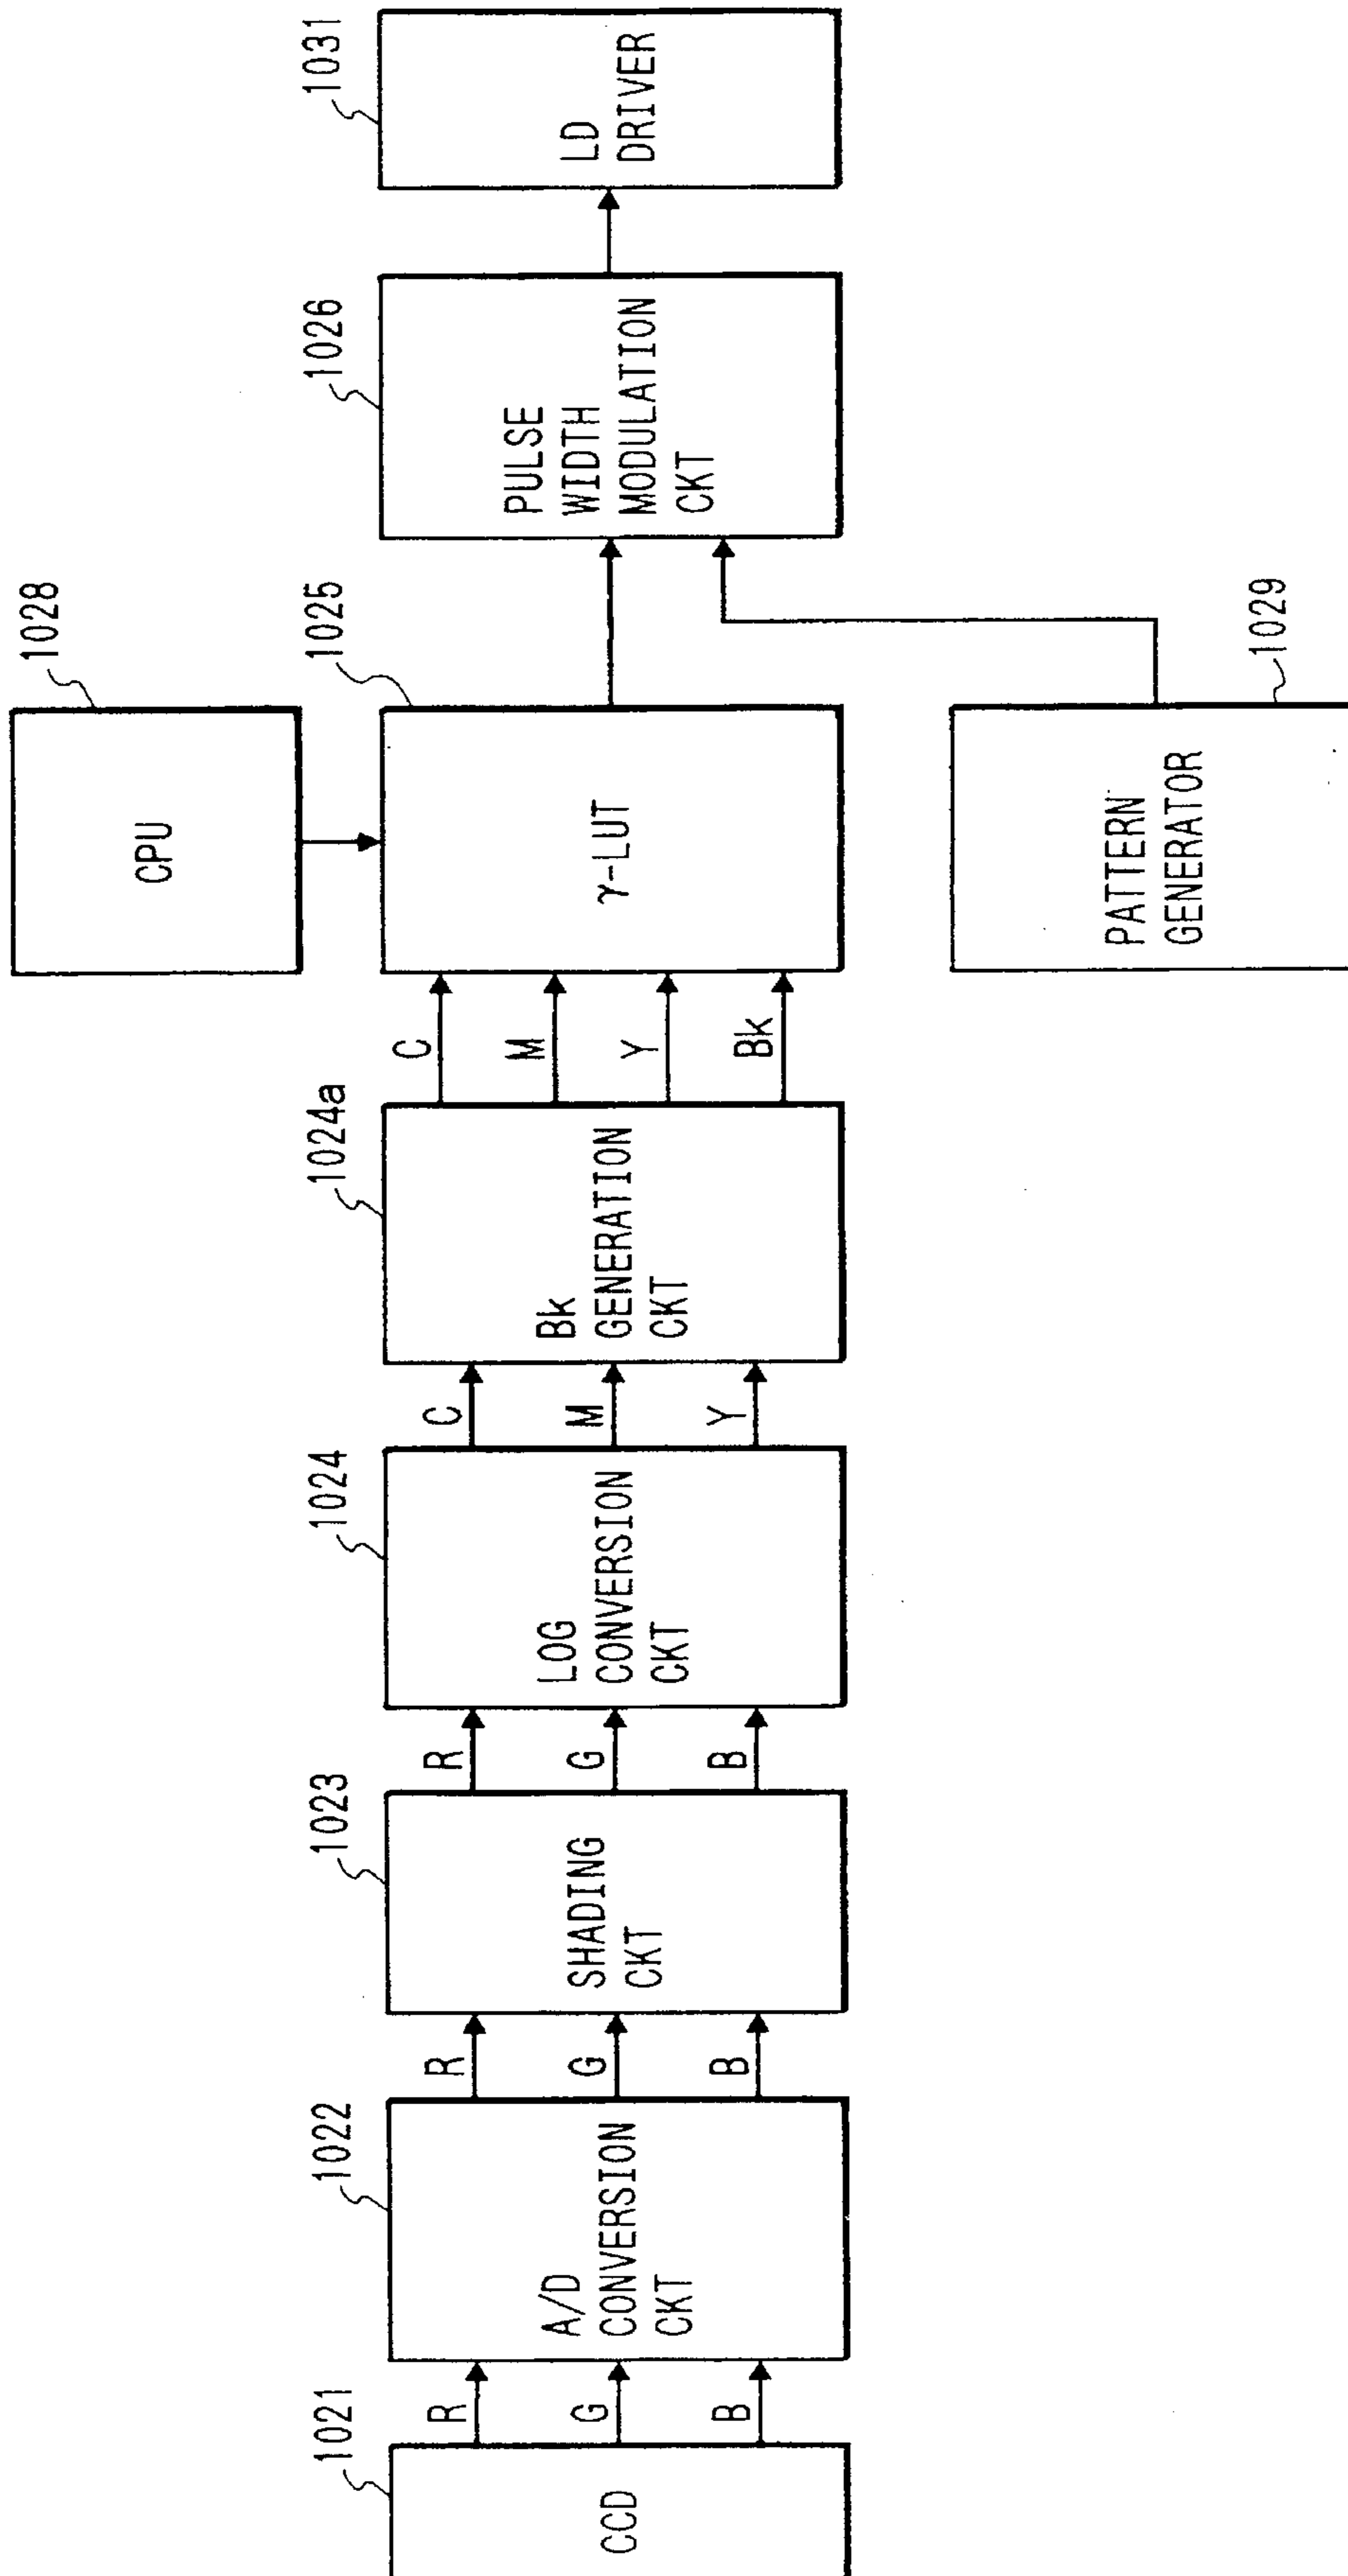 1021
CCD
R
G
B
1022
A/D
CONVERSION
CKT
R
G
B
1023
SHADING
CKT
R
G
B
1024
LOG
CONVERSION
CKT
C
M
Y
1024a
Bk
GENERATION
CKT
C
M
Y
Bk
1028
CPU
1025
γ-LUT
1029
PATTERN
GENERATOR
1026
PULSE
WIDTH
MODULATION
CKT
1031
LD
DRIVER